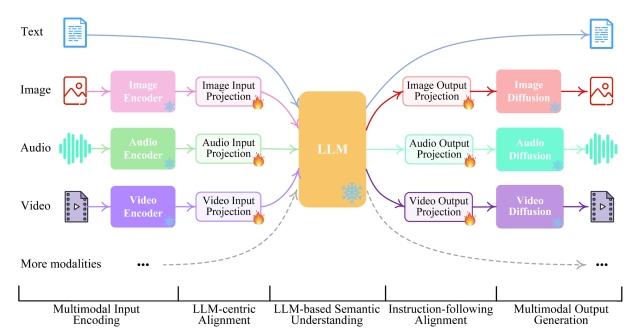 Text
Image
Image
Encoder
Image Input
Projection
Image Output
Projection
Image
Diffusion
Audio
Audio
Encoder
Audio Input
Projection
LLM
Audio Output
Projection
Audio
Diffusion
Video
Video
Encoder
Video Input
Projection
Video Output
Projection
Video
Diffusion
More modalities
...
...
Multimodal Input
Encoding
LLM-centric
Alignment
LLM-based Semantic
Understanding
Instruction-following
Alignment
Multimodal Output
Generation